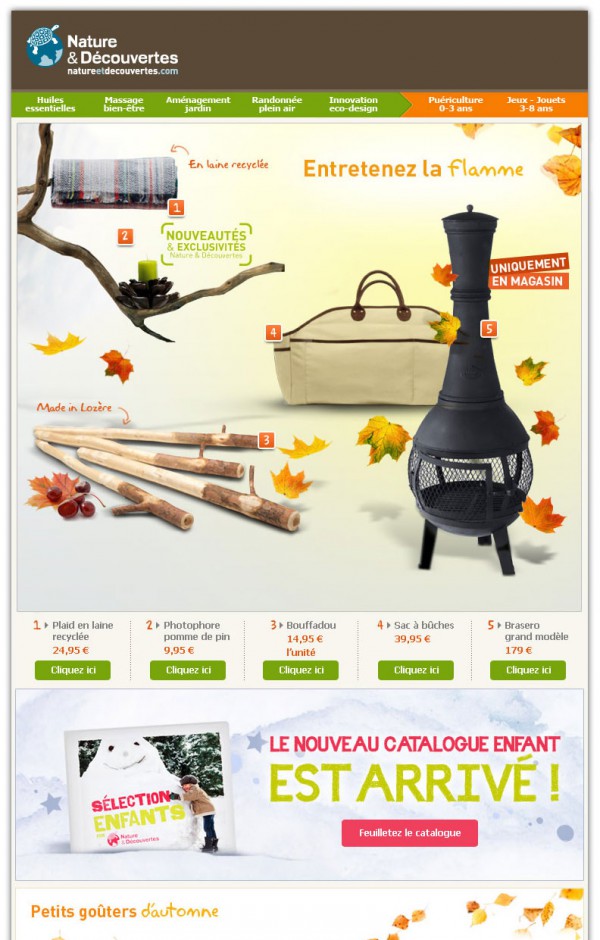 Nature
& Découvertes
natureetdecouvertes.com
Huiles
essentielles
Massage
bien-être
Aménagement
jardin
Randonnée
plein air
Innovation
eco-design
Puériculture
0-3 ans
Jeux - Jouets
3-8 ans
En laine recyclée
Entretenez la flamme
1
2
NOUVEAUTÉS
& EXCLUSIVITÉS
Nature & Découvertes
UNIQUEMENT
EN MAGASIN
4
5
Made in Lozère
3
1 Plaid en laine
recyclée
24,95 €
Cliquez ici
2 Photophore
pomme de pin
9,95 €
Cliquez ici
3 Bouffadou
14,95 €
l'unité
Cliquez ici
4 Sac à bûches
39,95 €
Cliquez ici
5 Brasero
grand modèle
179 €
Cliquez ici
SÉLECTION
ENFANTS
Nature
& Découvertes
LE NOUVEAU CATALOGUE ENFANT
EST ARRIVÉ !
Feuilletez le catalogue
Petits goûters d'automne